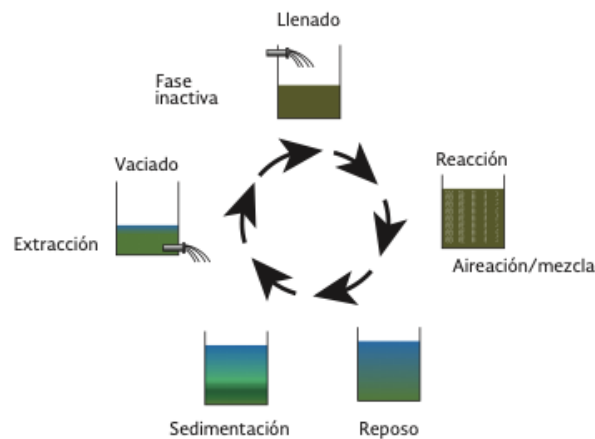 Llenado
Fase
inactiva
Vaciado
Reacción
Extracción
Aireación/mezcla
Sedimentación
Reposo